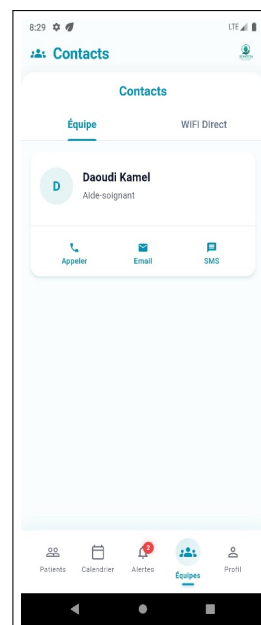 8:29 LTE
Contacts
Contacts
Équipe WiFi Direct
D Daoudi Kamel
Aide-soignant
Appeler Email SMS
2
Patients Calendrier Alertes Équipes Profil